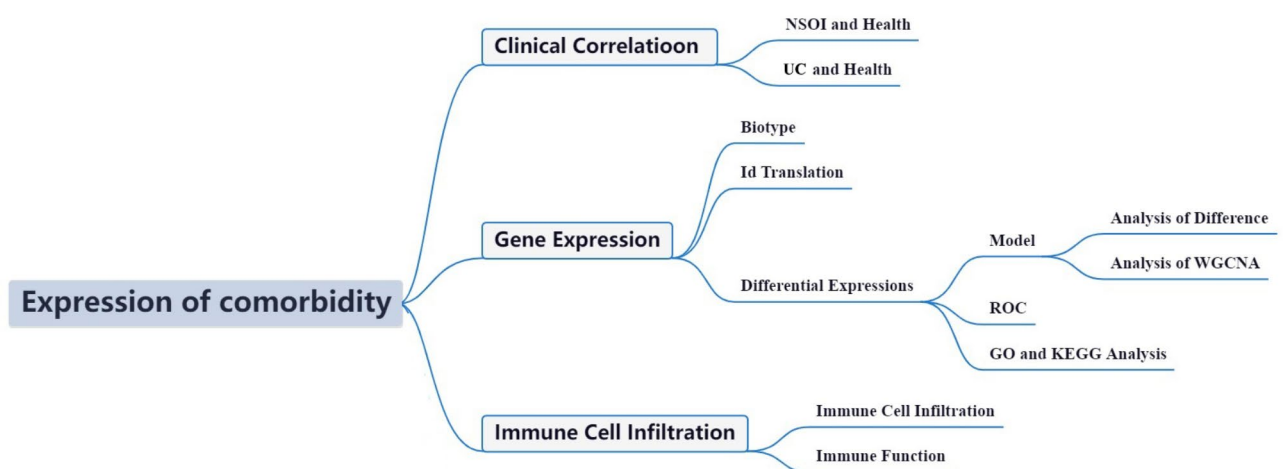 Expression of comorbidity
Clinical Correlatioon
NSOI and Health
UC and Health
Gene Expression
Biotype
Id Translation
Differential Expressions
Model
Analysis of Difference
Analysis of WGCNA
ROC
GO and KEGG Analysis
Immune Cell Infiltration
Immune Cell Infiltration
Immune Function